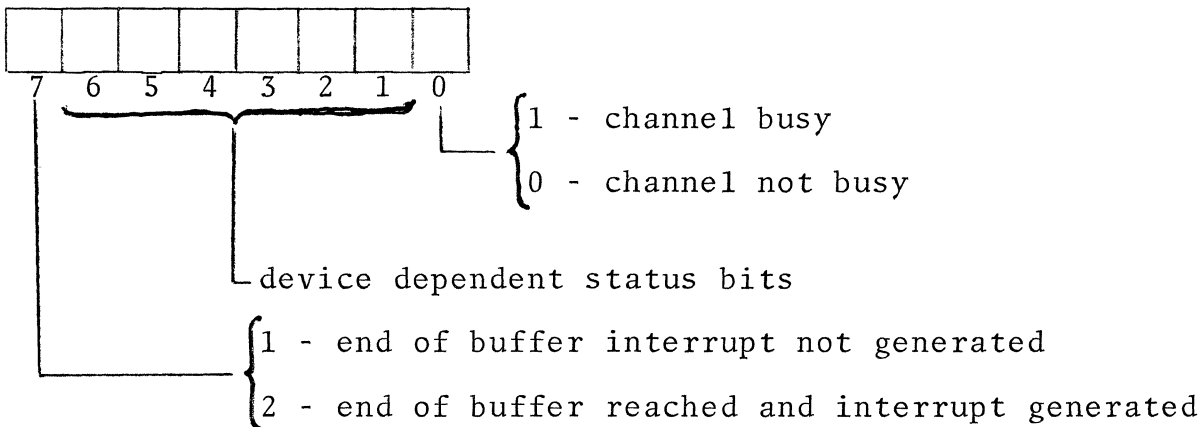 7 6 5 4 3 2 1 0
1 - channel busy
0 - channel not busy
device dependent status bits
1 - end of buffer interrupt not generated
2 - end of buffer reached and interrupt generated